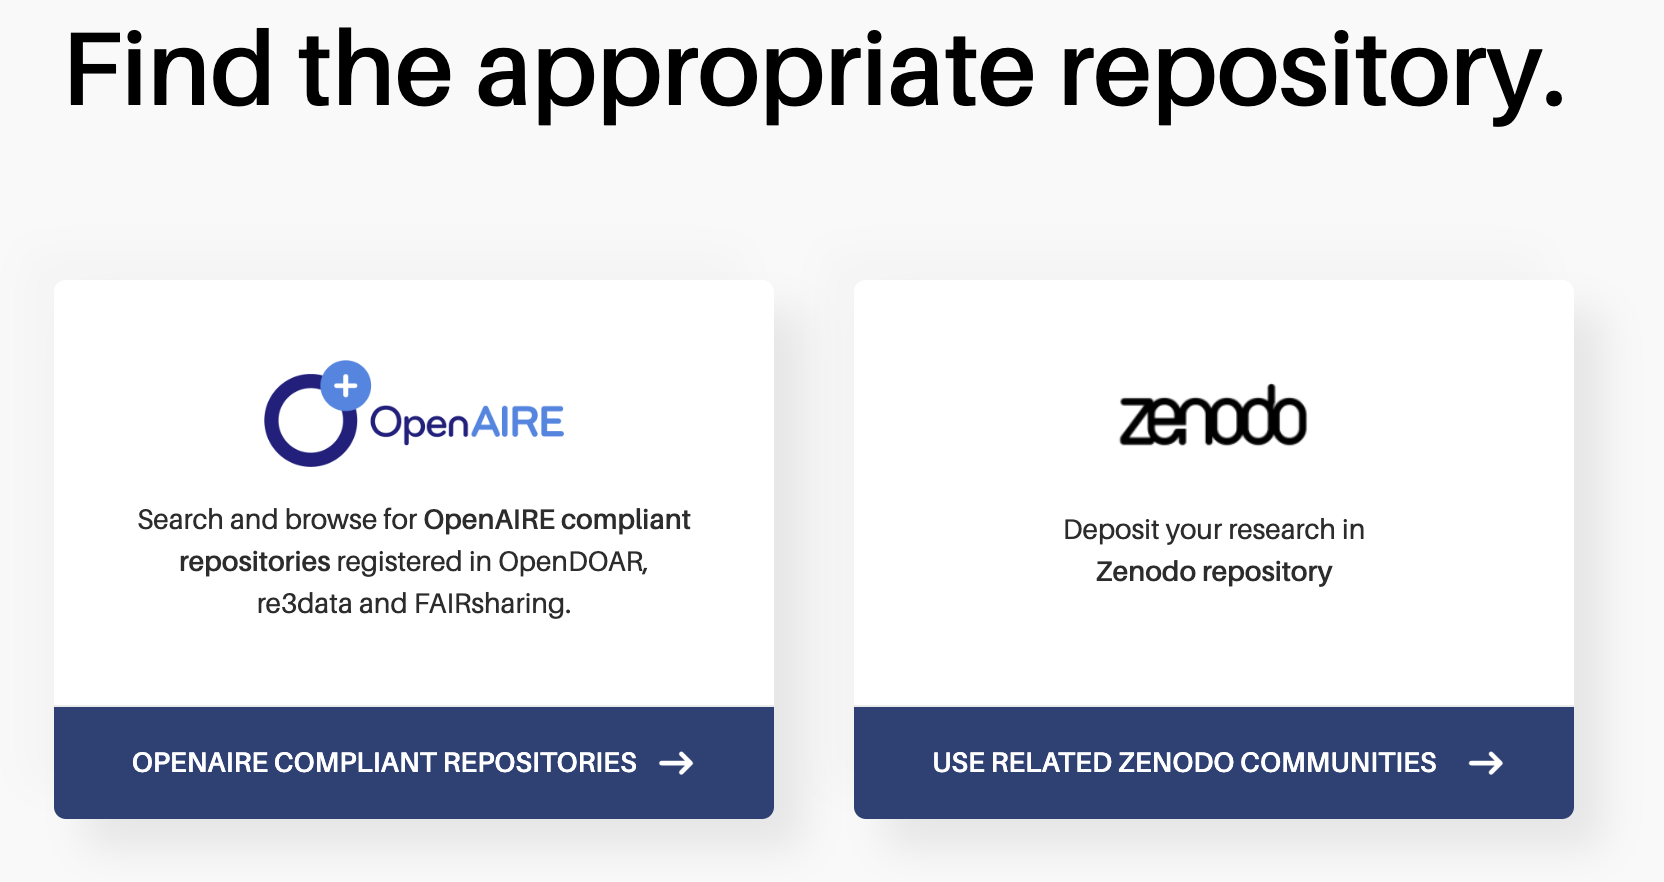 Find the appropriate repository.
OpenAIRE
Search and browse for OpenAIRE compliant
repositories registered in OpenDOAR,
re3data and FAIRsharing.
OPENAIRE COMPLIANT REPOSITORIES →
zenodo
Deposit your research in
Zenodo repository
USE RELATED ZENODO COMMUNITIES →